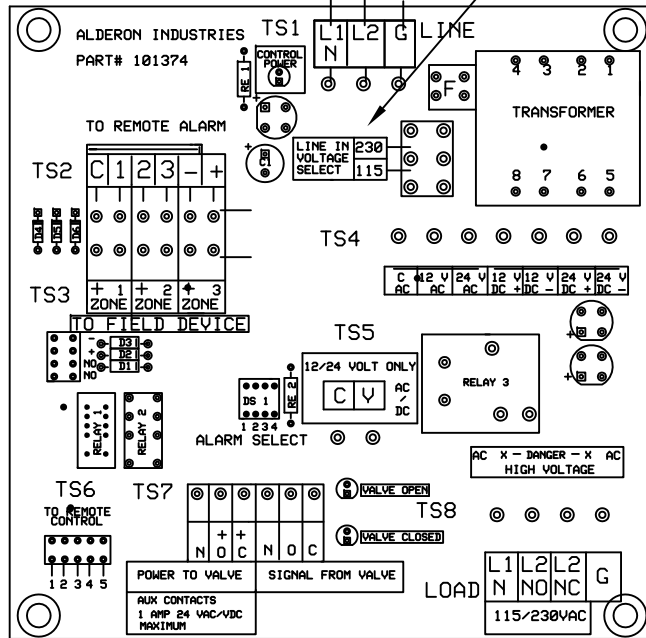 ALDERON INDUSTRIES
PART# 101374
TS1
L1 L2 G
N
LINE
CONTROL
POWER
RE 1
+
F
4 3 2 1
TRANSFORMER
8 7 6 5
TO REMOTE ALARM
+
C1
LINE IN
VOLTAGE
SELECT
230
115
TS2
C 1 2 3 - +
D4
D5
D6
TS4
C AC
12 V AC
24 V AC
12 V DC +
12 V DC -
24 V DC +
24 V DC -
TS3
+ 1 + 2 + 3
ZONE ZONE ZONE
TO FIELD DEVICE
-
+
NO
NO
D3
D2
D1
+
+
TS5
12/24 VOLT ONLY
C Y
AC
/
DC
RELAY 3
DS 1
1 2 3 4
RE 2
ALARM SELECT
RELAY 1
RELAY 2
AC X - DANGER - X AC
HIGH VOLTAGE
TS6
TO REMOTE
CONTROL
1 2 3 4 5
TS7
+ +
N O C N O C
VALVE OPEN
VALVE CLOSED
POWER TO VALVE
SIGNAL FROM VALVE
AUX CONTACTS
1 AMP 24 VAC/VDC
MAXIMUM
TS8
LOAD
L1 L2 L2 G
N NO NC
115/230VAC